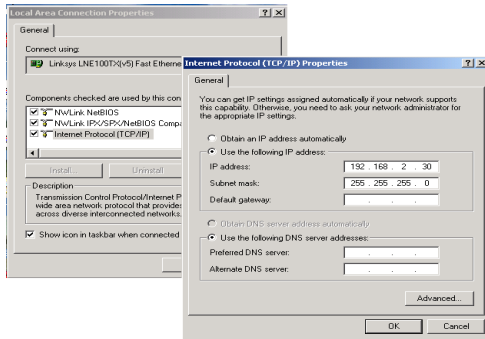 Local Area Connection Properties
General
Connect using:
Linksys LNE100TX(v5) Fast Etherne
Components checked are used by this con
NWLink NetBIOS
NWLink IPX/SPX/NetBIOS Compa
Internet Protocol (TCP/IP)
Install...
Uninstall
Description
Transmission Control Protocol/Internet P
wide area network protocol that provides
across diverse interconnected networks.
Show icon in taskbar when connected
Internet Protocol (TCP/IP) Properties
General
You can get IP settings assigned automatically if your network supports
this capability. Otherwise, you need to ask your network administrator for
the appropriate IP settings.
Obtain an IP address automatically
Use the following IP address:
IP address: 192 . 168 . 2 . 30
Subnet mask: 255 . 255 . 255 . 0
Default gateway: . . .
Obtain DNS server address automatically
Use the following DNS server addresses:
Preferred DNS server: . . .
Alternate DNS server: . . .
Advanced...
OK Cancel